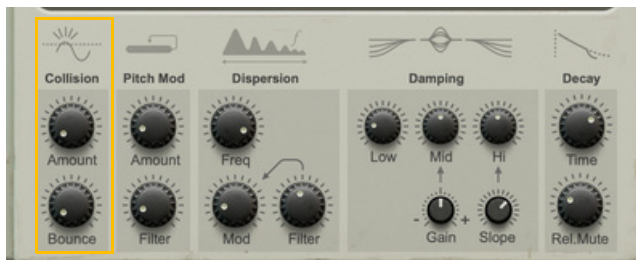 Collision Pitch Mod Dispersion f Damping Decay
Amount Amount Freq Low Mid Hi Time
Bounce Filter Mod Filter - Gain + Slope Rel.Mute